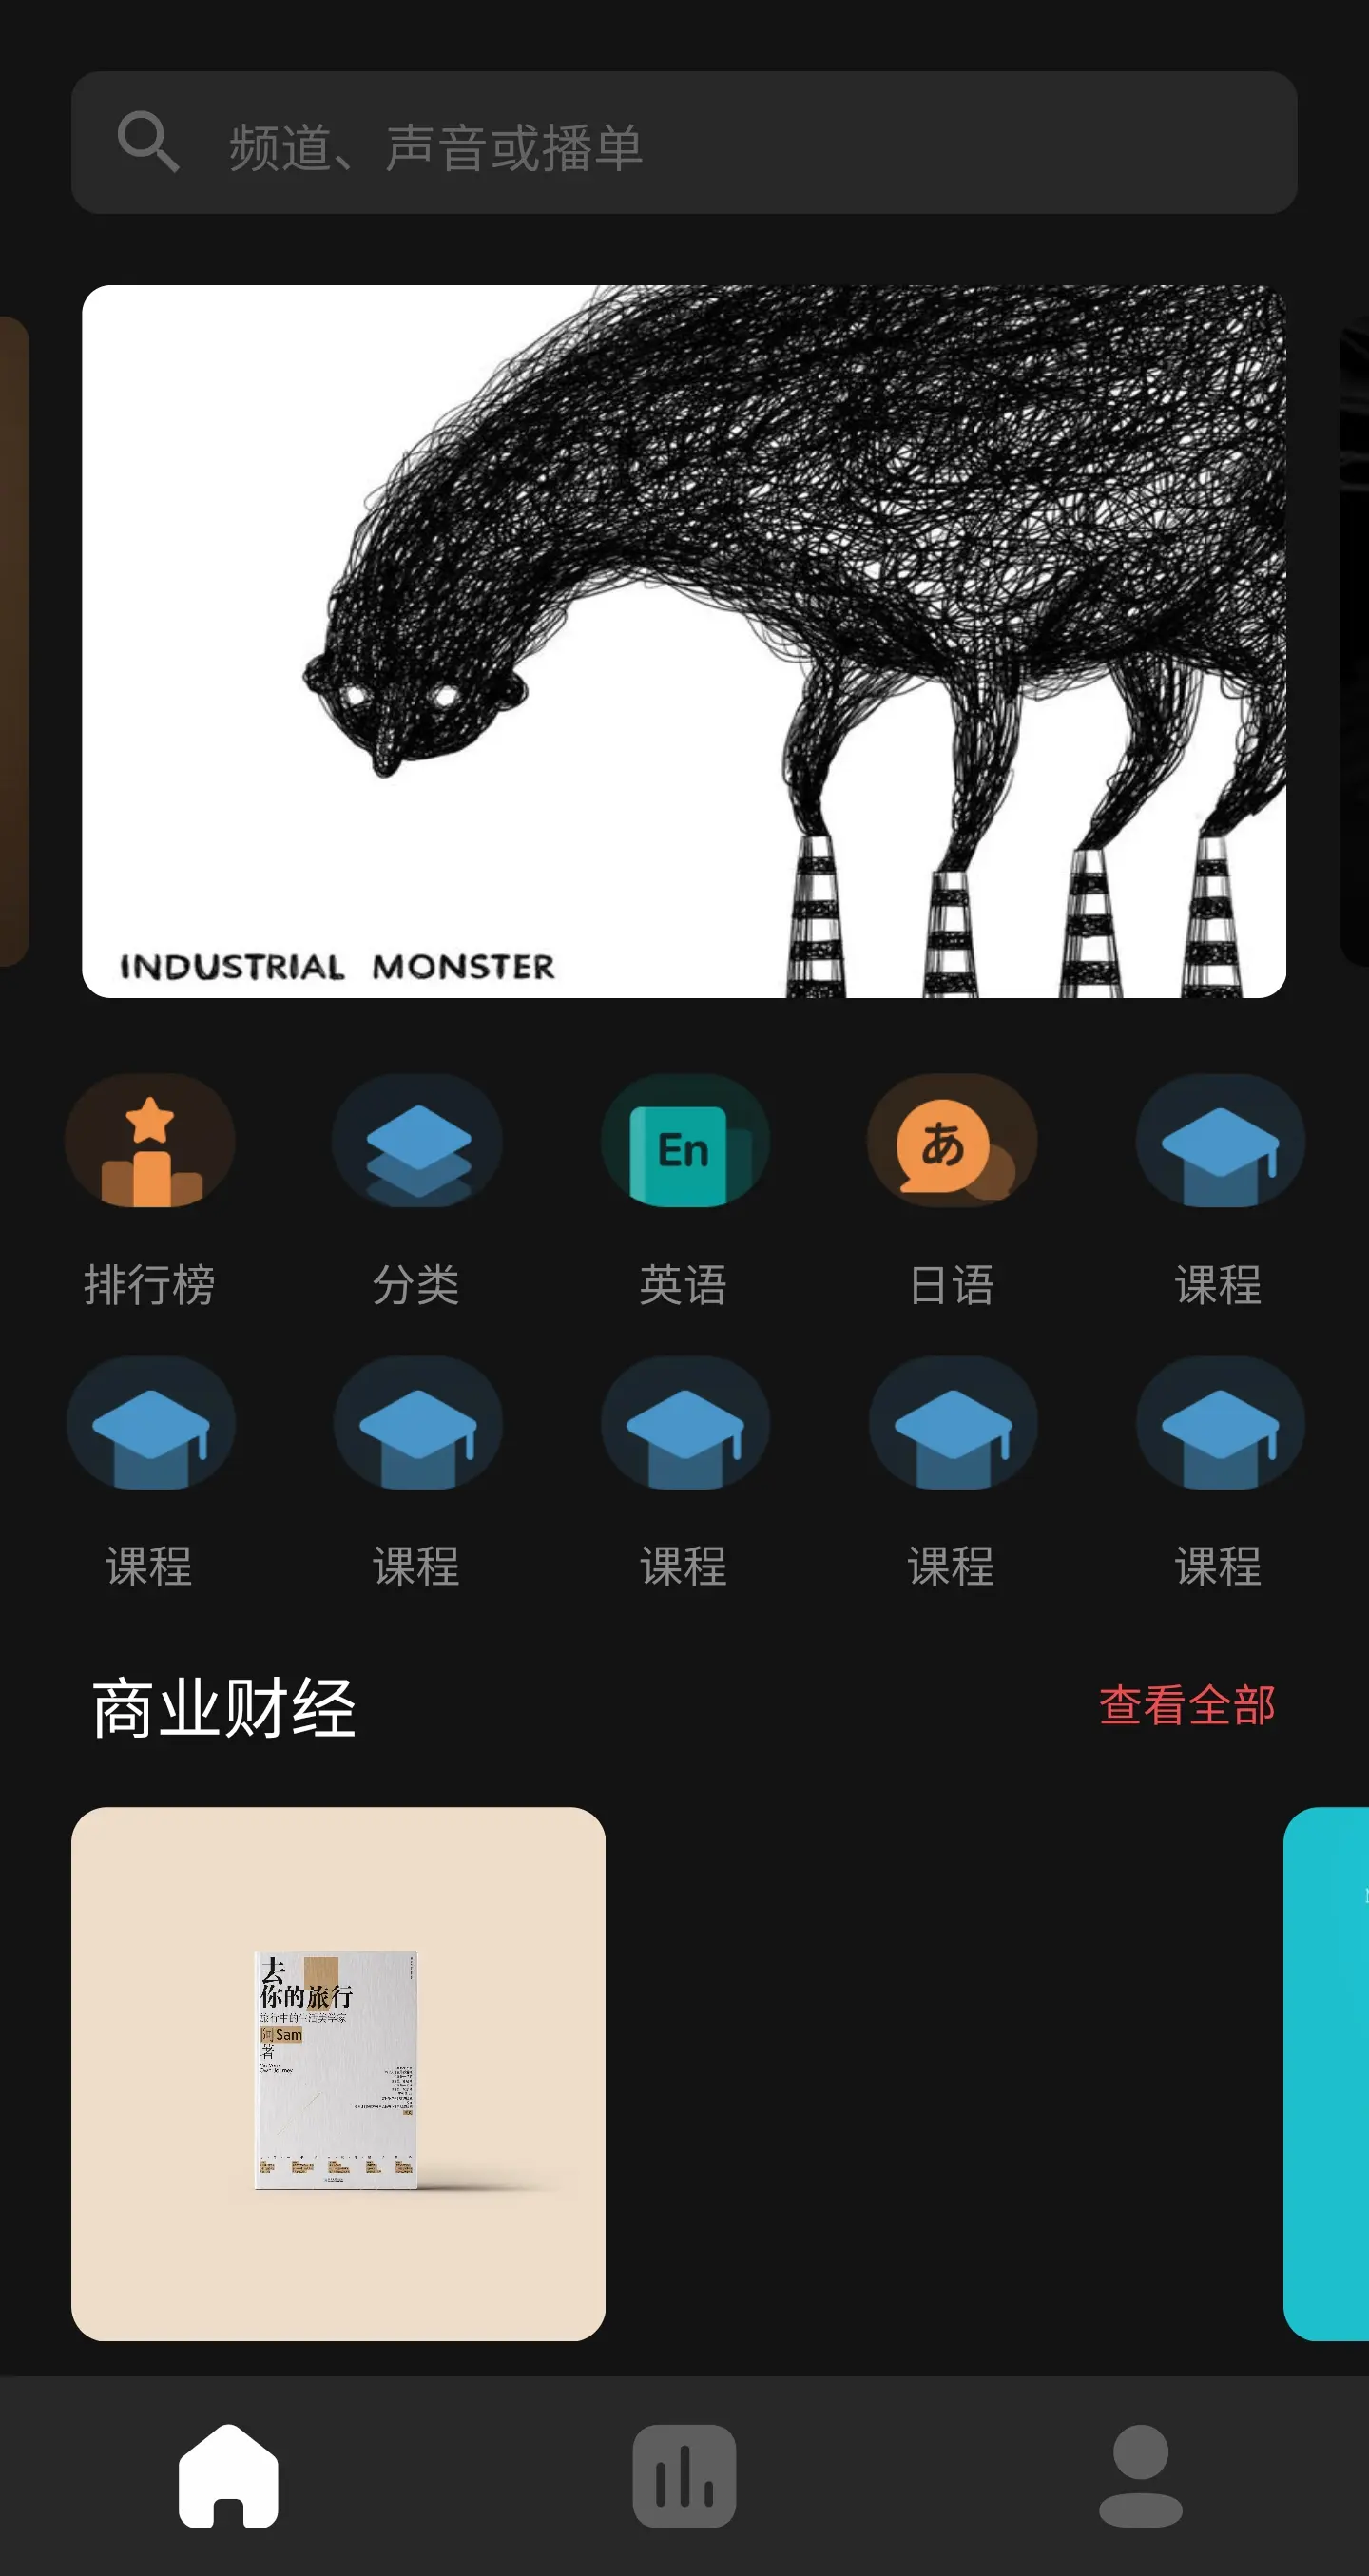 频道、声音或播单
INDUSTRIAL MONSTER
En
あ
排行榜
分类
英语
日语
课程
课程
课程
课程
课程
课程
商业财经
查看全部
去
你的旅行
旅行中的生活美学家
阿Sam
著